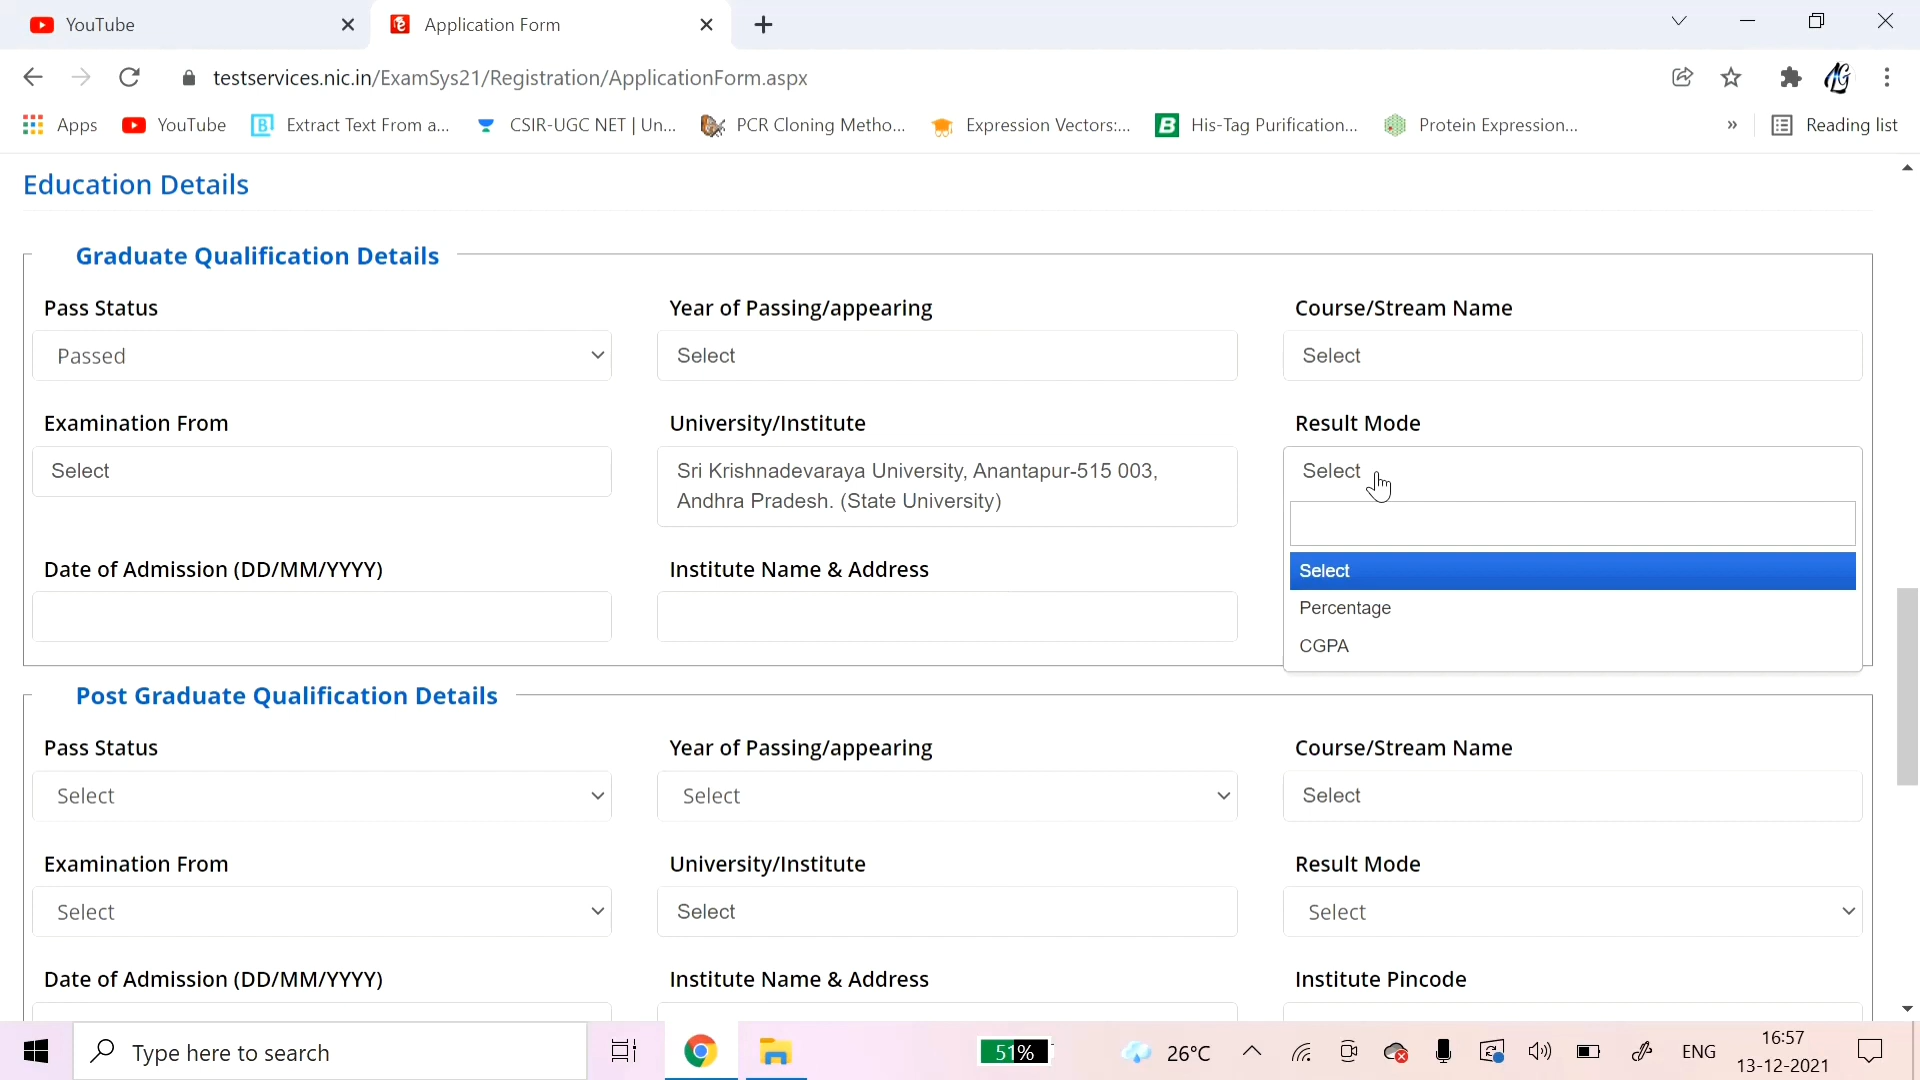 YouTube
Application Form
testservices.nic.in/ExamSys21/Registration/ApplicationForm.aspx
Apps
YouTube
Extract Text From a...
CSIR-UGC NET | Un...
PCR Cloning Metho...
Expression Vectors:...
His-Tag Purification...
Protein Expression...
»
Reading list
Education Details
Graduate Qualification Details
Pass Status
Year of Passing/appearing
Course/Stream Name
Passed
Select
Select
Examination From
University/Institute
Result Mode
Select
Sri Krishnadevaraya University, Anantapur-515 003,
Andhra Pradesh. (State University)
Select
Select
Percentage
CGPA
Date of Admission (DD/MM/YYYY)
Institute Name & Address
Post Graduate Qualification Details
Pass Status
Year of Passing/appearing
Course/Stream Name
Select
Select
Select
Examination From
University/Institute
Result Mode
Select
Select
Select
Date of Admission (DD/MM/YYYY)
Institute Name & Address
Institute Pincode
Type here to search
51%
26°C
ENG
16:57
13-12-2021